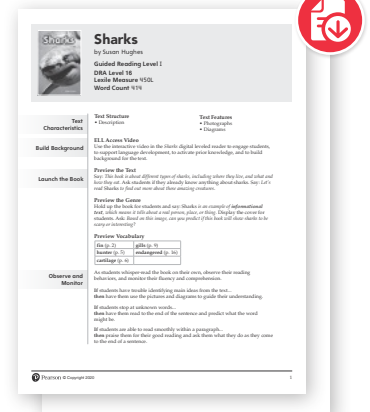 Sharks
Sharks
by Susan Hughes
Guided Reading Level I
DRA Level 16
Lexile Measure 450L
Word Count 474
Text
Characteristics
Text Structure
• Description
Text Features
• Photographs
• Diagrams
Build Background
ELL Access Video
Use the interactive video in the Sharks digital leveled reader to engage students,
to support language development, to activate prior knowledge, and to build
background for the text.
Launch the Book
Preview the Text
Say: This book is about different types of sharks, including where they live, and what and
how they eat. Ask students if they already know anything about sharks. Say: Let's
read Sharks to find out more about these amazing creatures.
Preview the Genre
Hold up the book for students and say: Sharks is an example of informational
text, which means it tells about a real person, place, or thing. Display the cover for
students. Ask: Based on this image, can you predict if this book will show sharks to be
scary or interesting?
Preview Vocabulary
fin (p. 2) gills (p. 9)
hunter (p. 5) endangered (p. 16)
cartilage (p. 6)
Observe and
Monitor
As students whisper-read the book on their own, observe their reading
behaviors, and monitor their fluency and comprehension.
If students have trouble identifying main ideas from the text...
then have them use the pictures and diagrams to guide their understanding.
If students stop at unknown words...
then have them read to the end of the sentence and predict what the word
might be.
If students are able to read smoothly within a paragraph...
then praise them for their good reading and ask them what they do as they come
to the end of a sentence.
Pearson © Copyright 2020
1